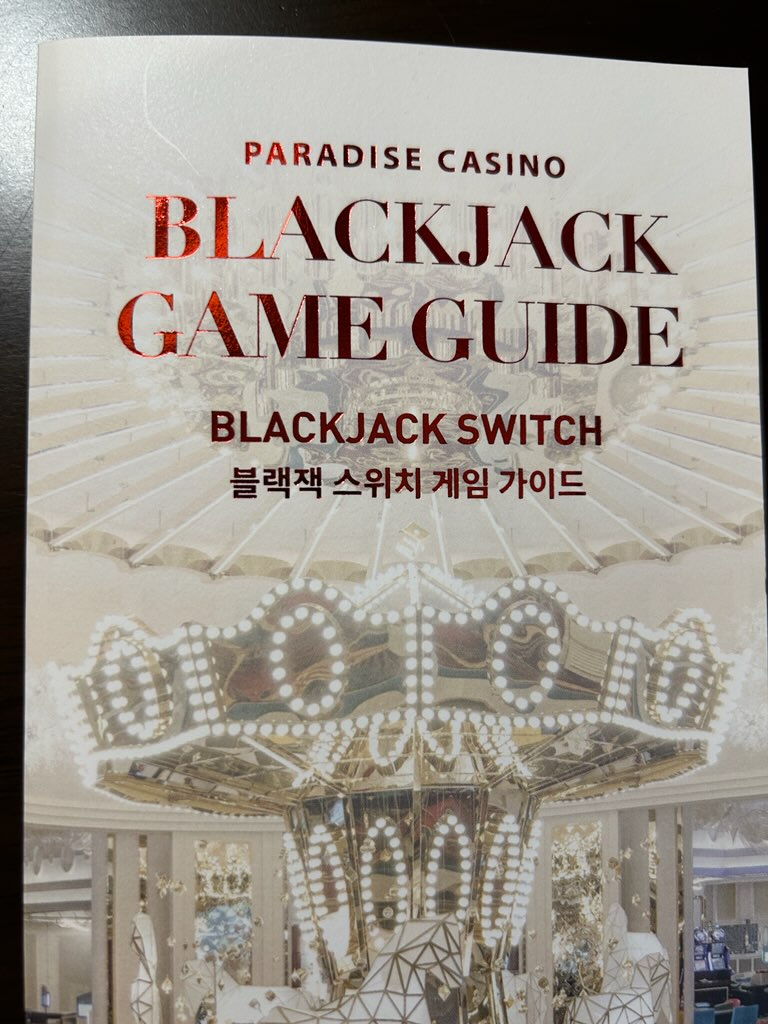 PARADISE CASINO
BLACKJACK
GAME GUIDE
BLACKJACK SWITCH
블랙잭 스위치 게임 가이드